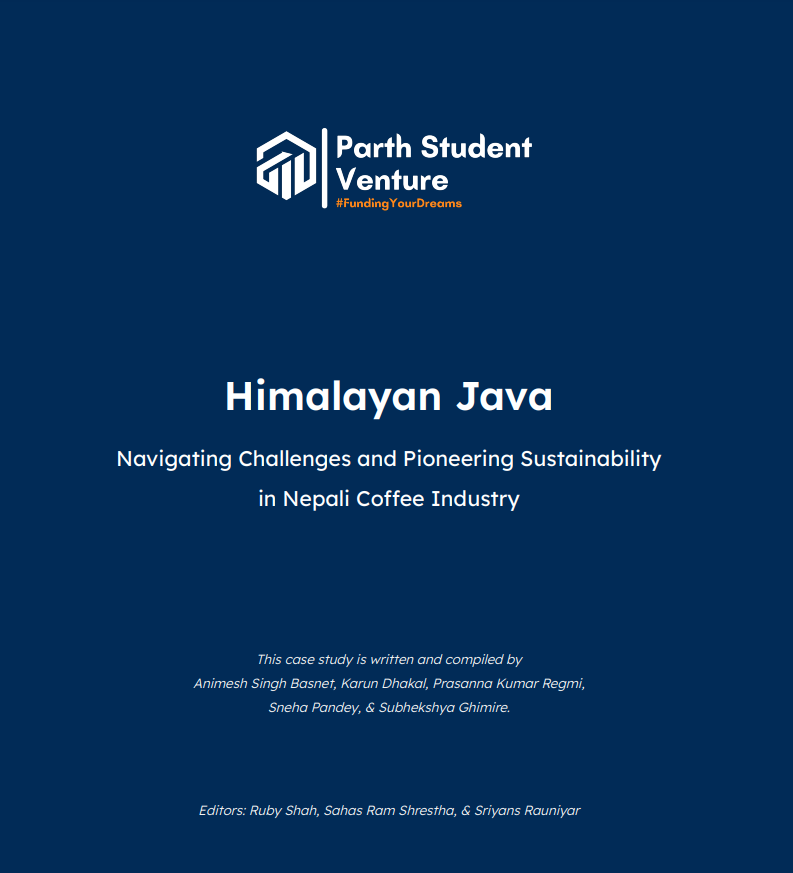 Parth Student
Venture
#FundingYourDreams
Himalayan Java
Navigating Challenges and Pioneering Sustainability
in Nepali Coffee Industry
This case study is written and compiled by
Animesh Singh Basnet, Karun Dhakal, Prasanna Kumar Regmi,
Sneha Pandey, & Subhekshya Ghimire.
Editors: Ruby Shah, Sahas Ram Shrestha, & Sriyans Rauniyar